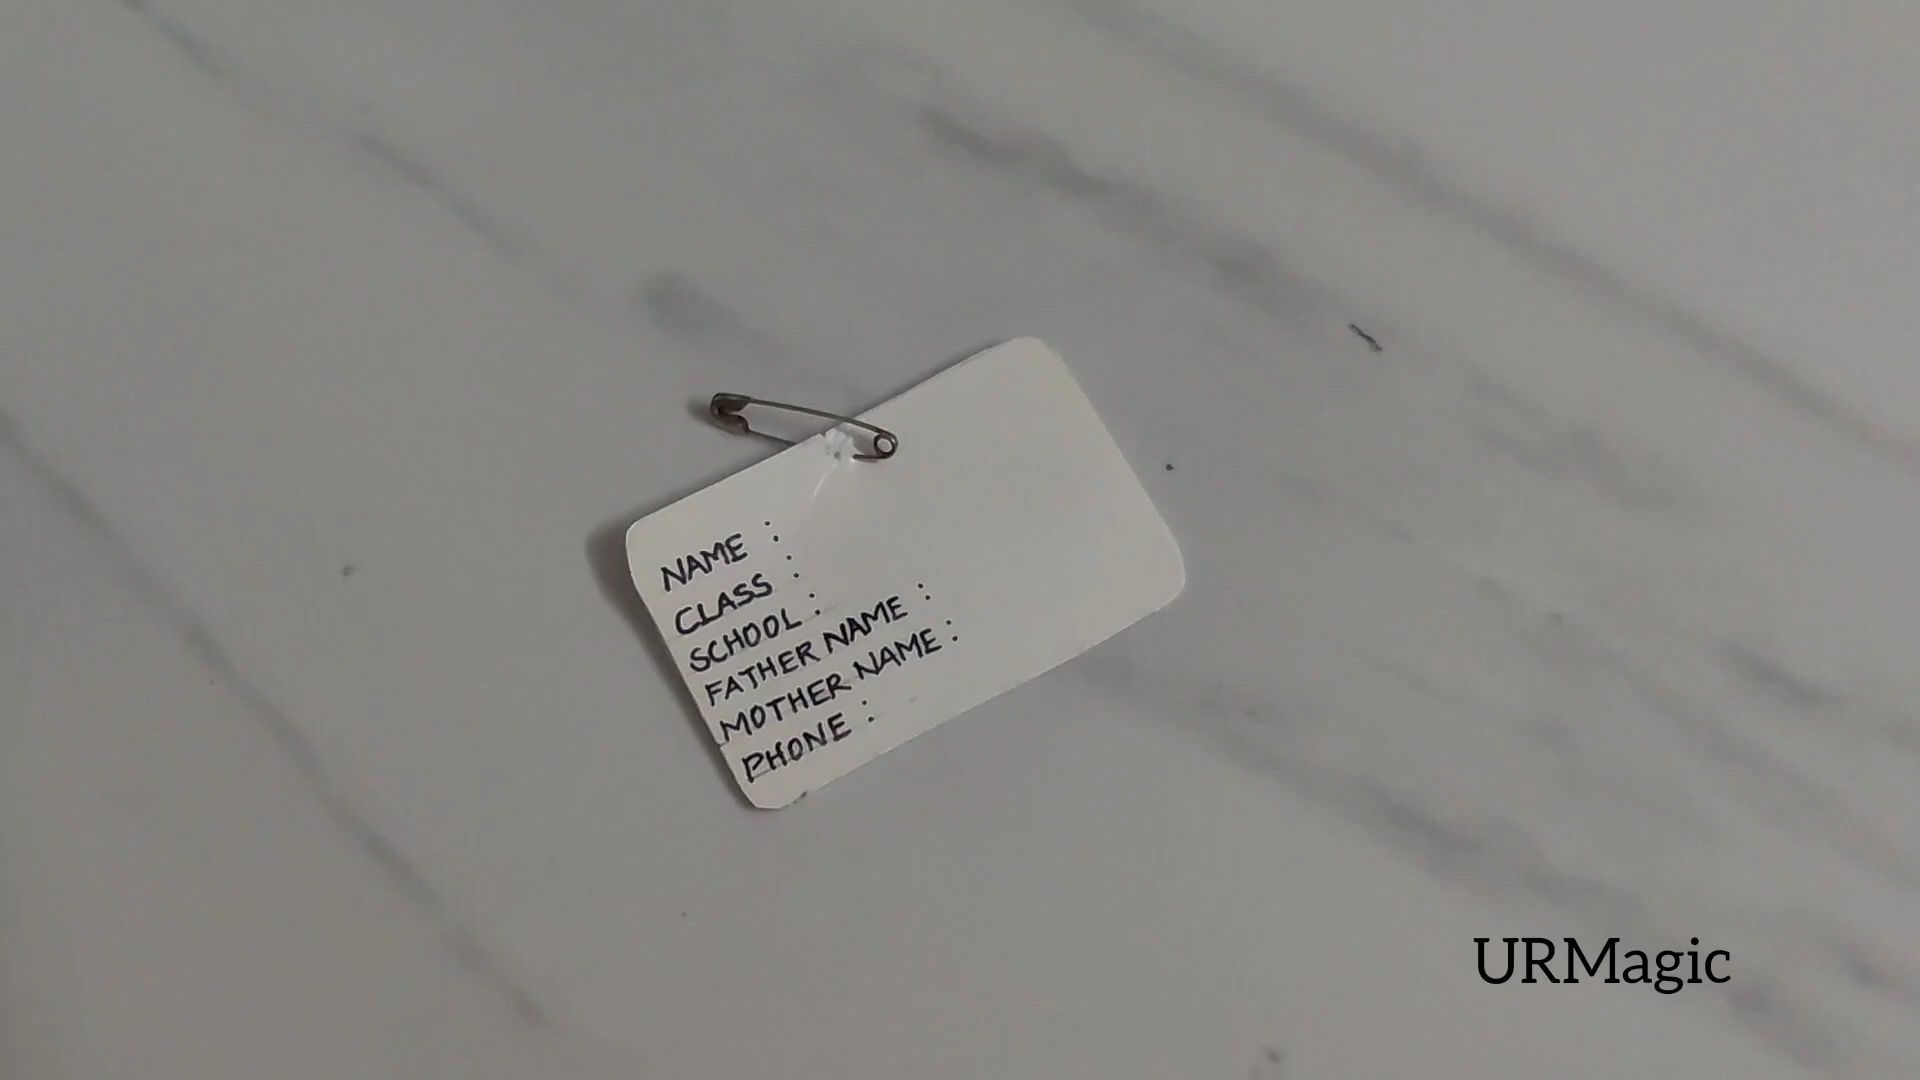 NAME :
CLASS :
SCHOOL :
FATHER NAME :
MOTHER NAME :
PHONE :
URMagic